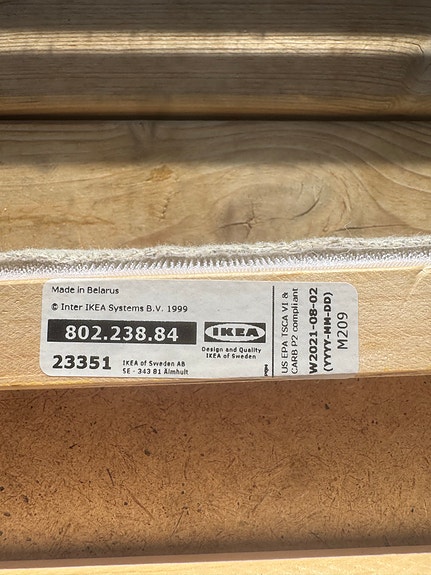 Made in Belarus
© Inter IKEA Systems B.V. 1999
802.238.84
IKEA
Design and Quality
IKEA of Sweden
23351
IKEA of Sweden AB
SE - 343 81 Älmhult
US EPA TSCA VI &
CARB P2 compliant
W2021-08-02
(YYYY-MM-DD)
M209